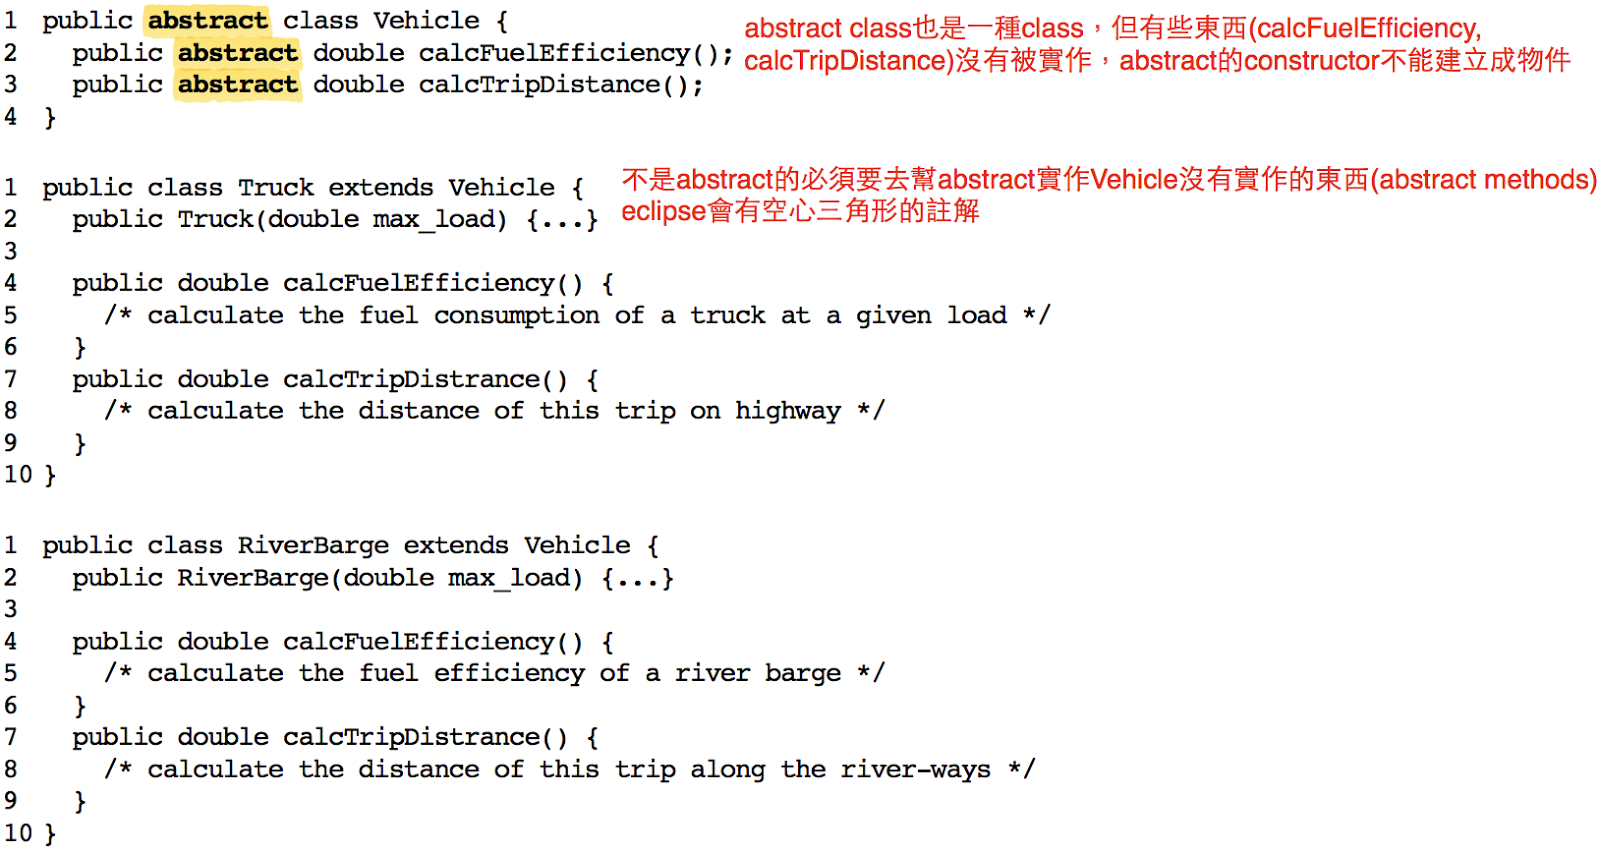 1 public abstract class Vehicle {
abstract class也是一種class，但有些東西(calcFuelEfficiency,
2 public abstract double calcFuelEfficiency();
calcTripDistance)沒有被實作，abstract的constructor不能建立成物件
3 public abstract double calcTripDistance();
4 }
1 public class Truck extends Vehicle {
不是abstract的必須要去幫abstract實作Vehicle沒有實作的東西(abstract methods)
2 public Truck(double max_load) {...}
eclipse會有空心三角形的註解
3
4 public double calcFuelEfficiency() {
5 /* calculate the fuel consumption of a truck at a given load */
6 }
7 public double calcTripDistrance() {
8 /* calculate the distance of this trip on highway */
9 }
10 }
1 public class RiverBarge extends Vehicle {
2 public RiverBarge(double max_load) {...}
3
4 public double calcFuelEfficiency() {
5 /* calculate the fuel efficiency of a river barge */
6 }
7 public double calcTripDistrance() {
8 /* calculate the distance of this trip along the river-ways */
9 }
10 }